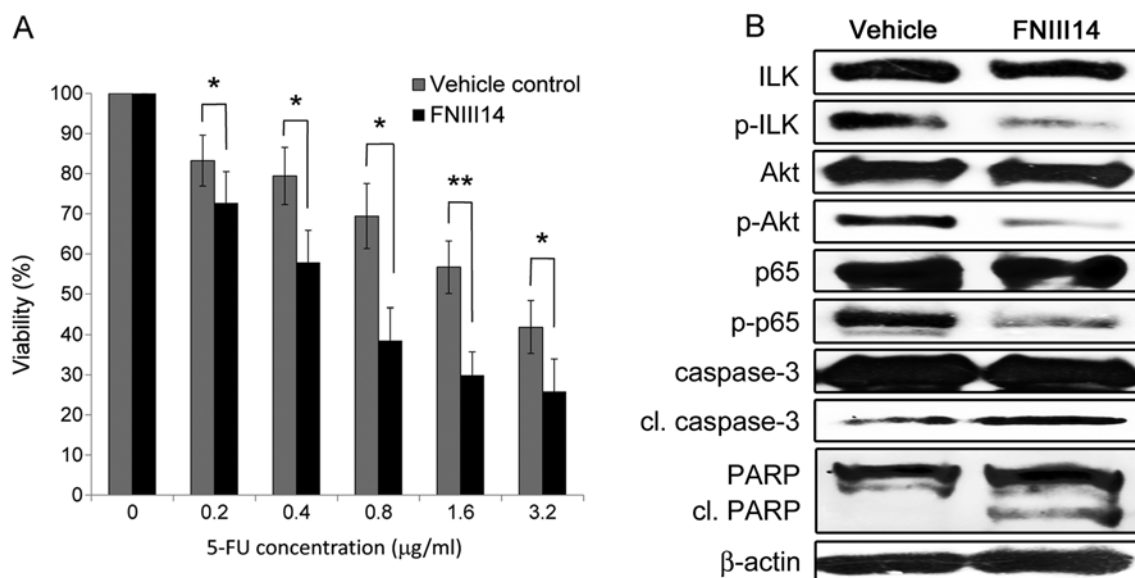 A
Vehicle control
FNIII14
100
90
80
70
60
50
40
30
20
10
0
Viability (%)
* * * ** *
0 0.2 0.4 0.8 1.6 3.2
5-FU concentration (μg/ml)
B
Vehicle FNIII14
ILK
p-ILK
Akt
p-Akt
p65
p-p65
caspase-3
cl. caspase-3
PARP
cl. PARP
β-actin